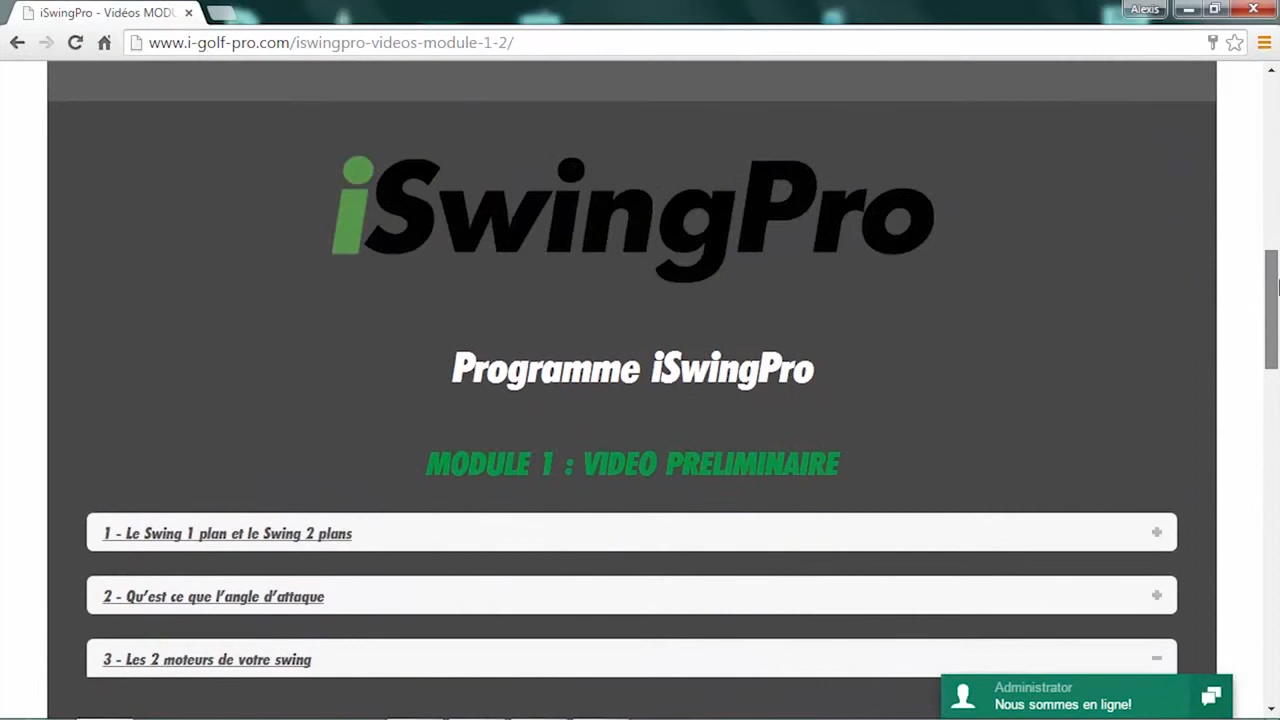 iSwingPro - Vidéos MODU
Alexis
www.i-golf-pro.com/iswingpro-videos-module-1-2/
iSwingPro
Programme iSwingPro
MODULE 1 : VIDEO PRELIMINAIRE
1 - Le Swing 1 plan et le Swing 2 plans
2 - Qu'est ce que l'angle d'attaque
3 - Les 2 moteurs de votre swing
Administrator
Nous sommes en ligne!